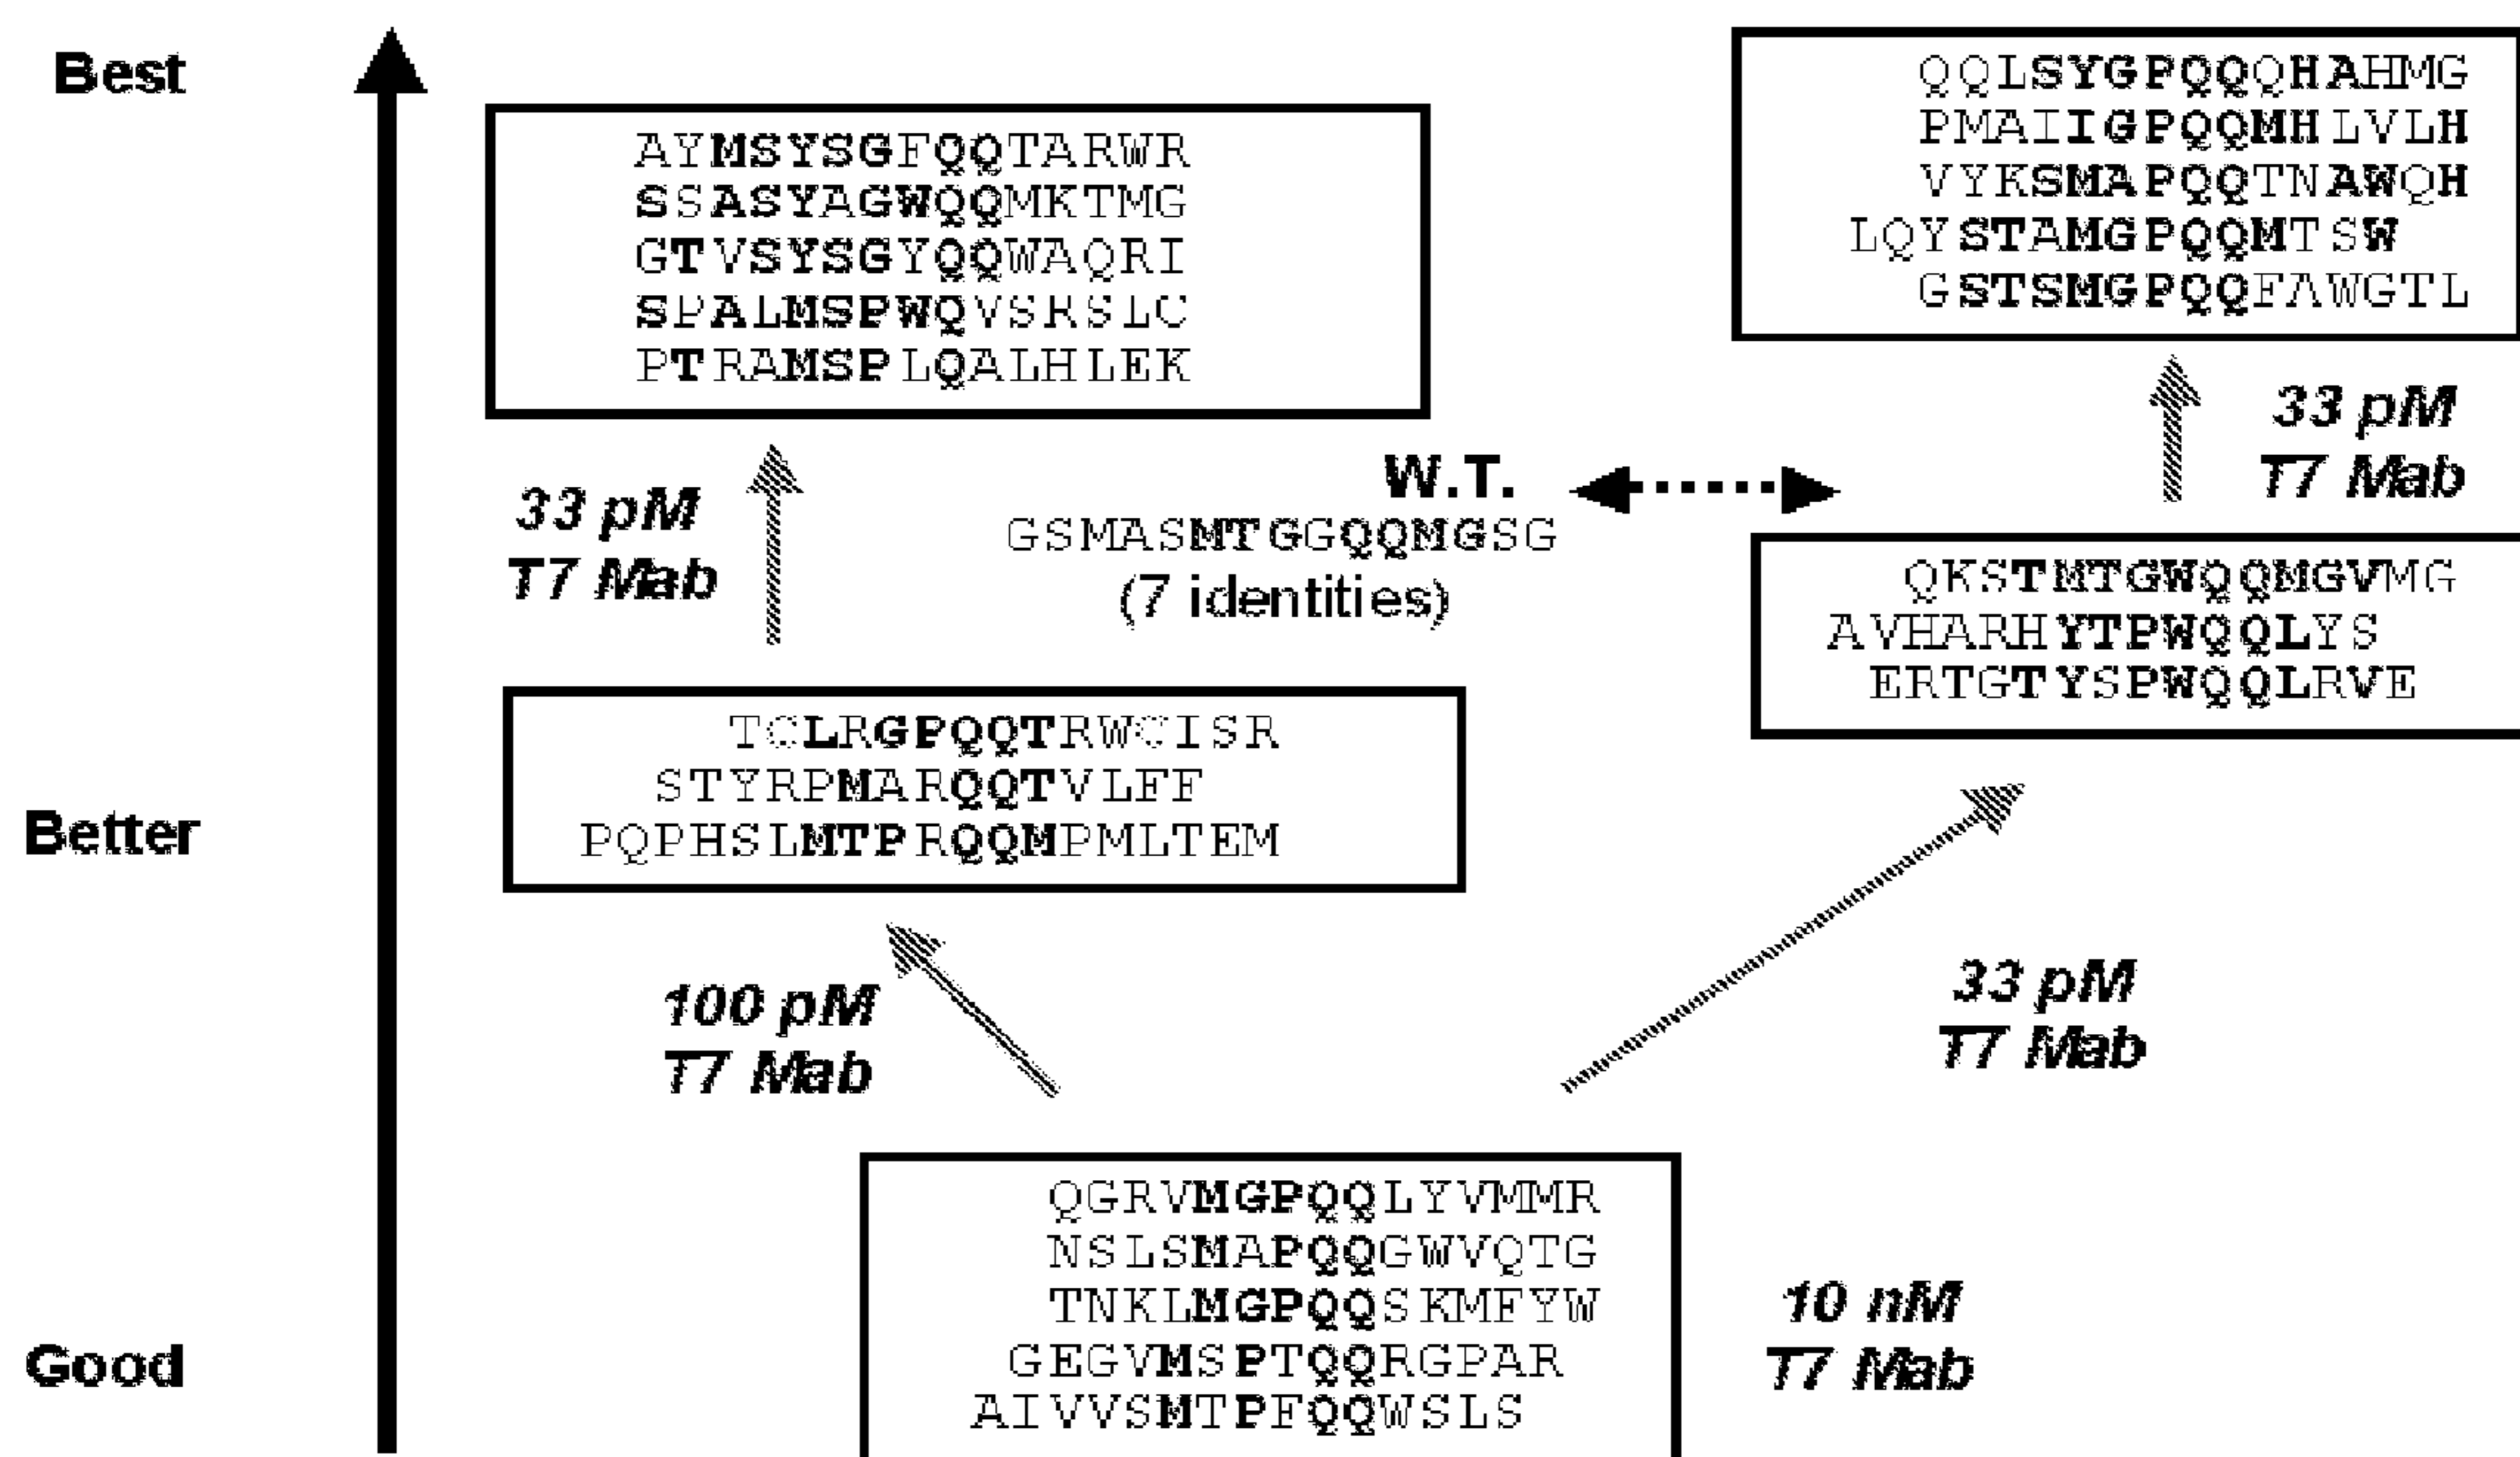 Best
QQLSYGPQQQHAHMG
PMAIIGPQQMHLVLH
VYKSMAPQQTNAWQH
LQYSTAMGPQQMTSW
GSTSMGPQQFAWGTL
AYMSYSGFQQTARWR
SSASYAGWQQMKTMG
GTVSYSGYQQWAQRI
SPALMSPWQVSRSLC
PTRAMSPLQALHLEK
33 pM
T7 Mab
33 pM
T7 Mab
W.T.
GSMASMTGGQQMGSG
(7 identities)
QKSTMTGWQQMGVMG
AVHARHYTPWQQLYS
ERTGTYSPWQQLRVE
Better
TCLRGPQQTRWCISR
STYRPMARQQTVLFF
PQPHSLMTPRQQMPMLTEM
100 pM
T7 Mab
33 pM
T7 Mab
Good
QGRVMGPQQLYVMMR
NSLSMAPQQGWVQTG
TNKLMGPQQSKMFYW
GEGVMSPTQQRGPAR
AIVVSMTPFQQWSLS
10 nM
T7 Mab